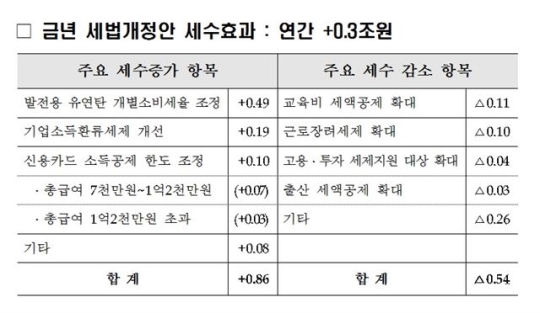 □ 금년 세법개정안 세수효과 : 연간 +0.3조원
주요 세수증가 항목 주요 세수 감소 항목
발전용 유연탄 개별소비세율 조정 +0.49 교육비 세액공제 확대 △0.11
기업소득환류세제 개선 +0.19 근로장려세제 확대 △0.10
신용카드 소득공제 한도 조정 +0.10 고용·투자 세제지원 대상 확대 △0.04
· 총급여 7천만원~1억2천만원 (+0.07) 출산 세액공제 확대 △0.03
· 총급여 1억2천만원 초과 (+0.03) 기타 △0.26
기타 +0.08
합 계 +0.86 합 계 △0.54